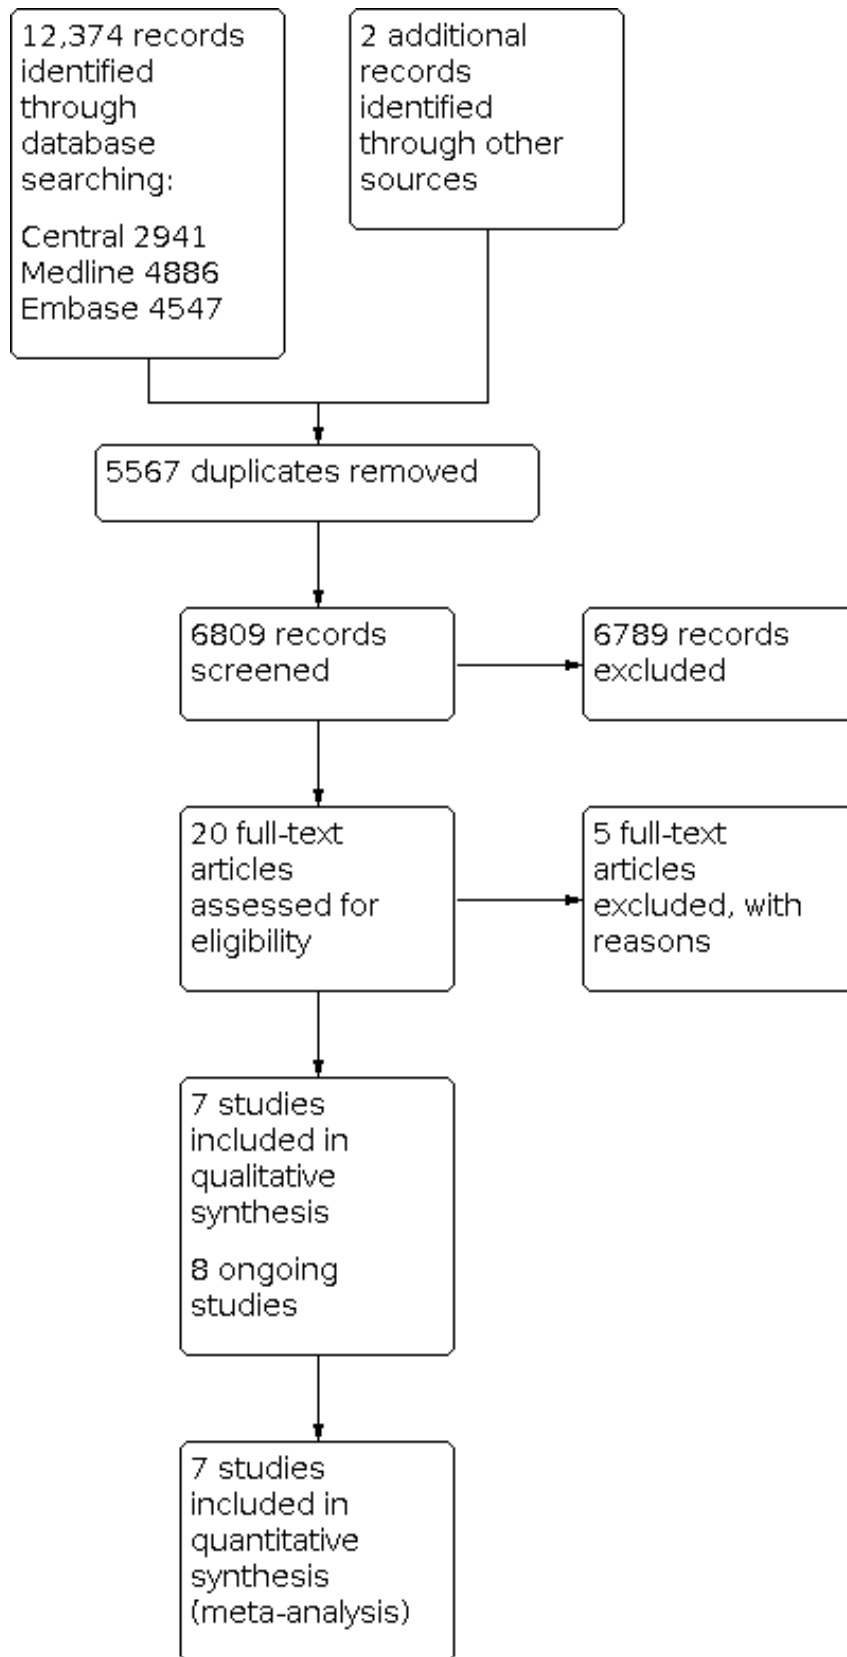 12,374 records
identified
through
database
searching:
Central 2941
Medline 4886
Embase 4547
2 additional
records
identified
through other
sources
5567 duplicates removed
6809 records
screened
6789 records
excluded
20 full-text
articles
assessed for
eligibility
5 full-text
articles
excluded, with
reasons
7 studies
included in
qualitative
synthesis
8 ongoing
studies
7 studies
included in
quantitative
synthesis
(meta-analysis)